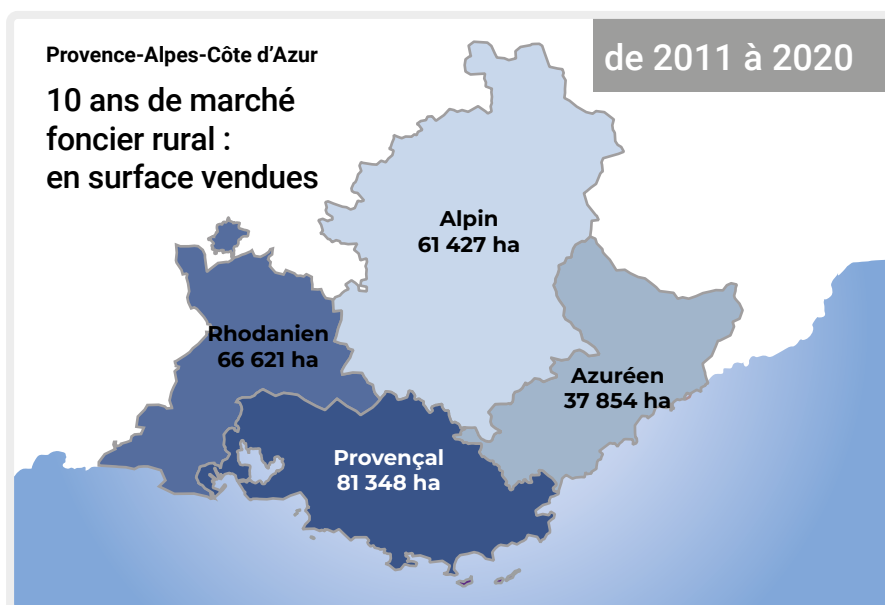 Provence-Alpes-Côte d’Azur
de 2011 à 2020
10 ans de marché
foncier rural :
en surface vendues
Alpin
61 427 ha
Rhodanien
66 621 ha
Azuréen
37 854 ha
Provençal
81 348 ha